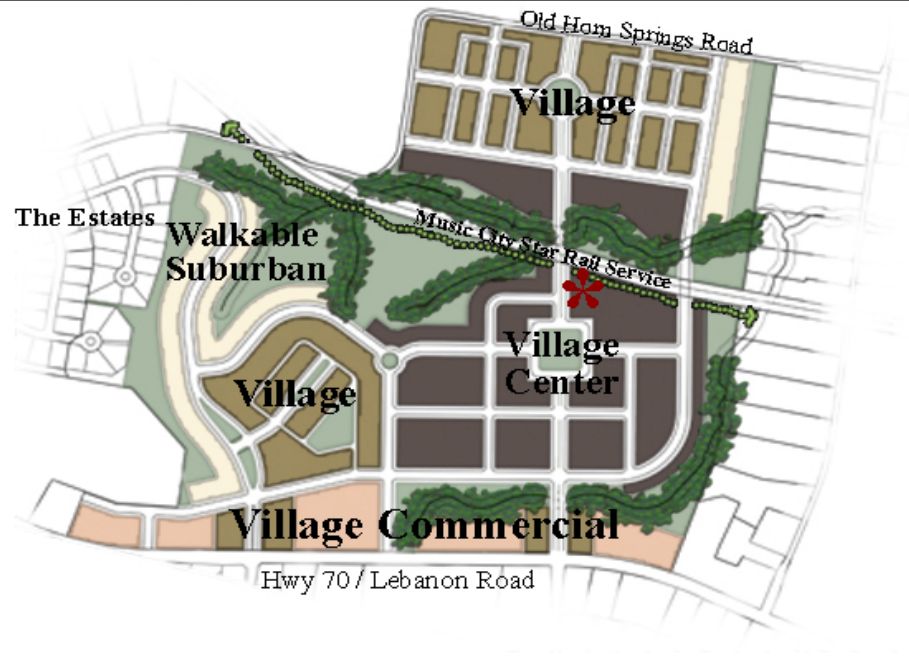 Old Hom Springs Road
Village
The Estates
Walkable
Suburban
Music City Star Rail Service
Village
Center
Village
Village Commercial
Hwy 70 / Lebanon Road